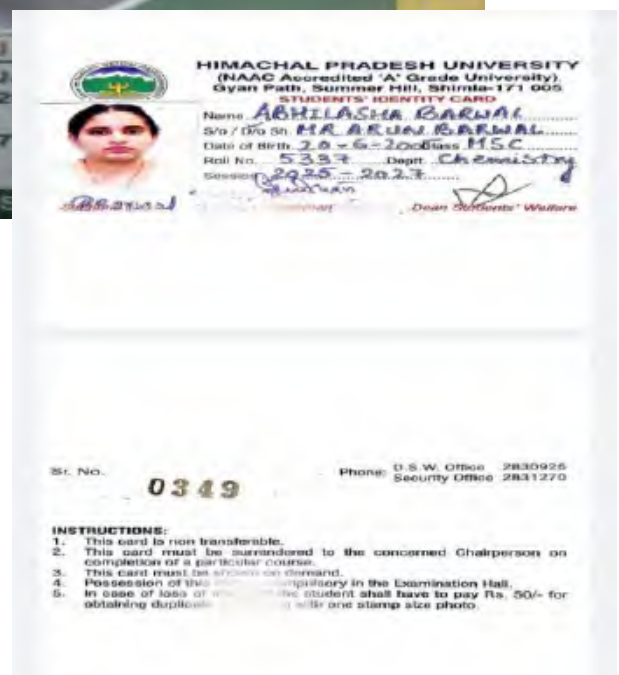 HIMACHAL PRADESH UNIVERSITY
(NAAC Accredited 'A' Grade University)
Gyan Path, Summer Hill, Shimla-171 005
STUDENTS' IDENTITY CARD
Name ABHILASHA BARWAL
S/o / D/o Sh. MR ARUN BARWAL
Date of Birth 20-6-200 Class MSC
Roll No. 5337 Deptt. Chemistry
Session 2025-2027
Dean Students' Welfare
Sr. No. 0349
Phone: D.S.W. Office 2830925
Security Office 2831270
INSTRUCTIONS:
1. This card is non transferable.
2. This card must be surrendered to the concerned Chairperson on
completion of a particular course.
3. This card must be shown on demand.
4. Possession of this compulsory in the Examination Hall.
5. In case of loss of the student shall have to pay Rs. 50/- for
obtaining duplicate with one stamp size photo.